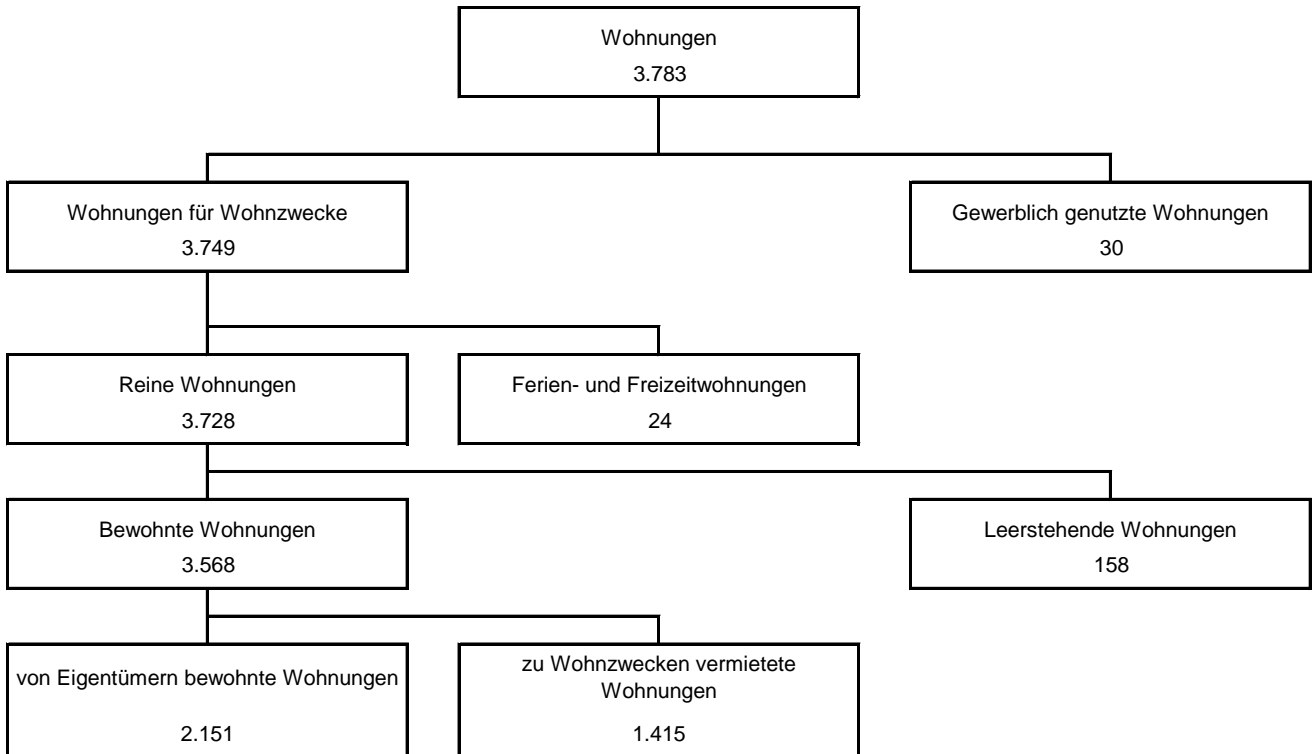 Wohnungen
3.783
Wohnungen für Wohnzwecke
3.749
Gewerblich genutzte Wohnungen
30
Reine Wohnungen
3.728
Ferien- und Freizeitwohnungen
24
Bewohnte Wohnungen
3.568
Leerstehende Wohnungen
158
von Eigentümern bewohnte Wohnungen
2.151
zu Wohnzwecken vermietete
Wohnungen
1.415